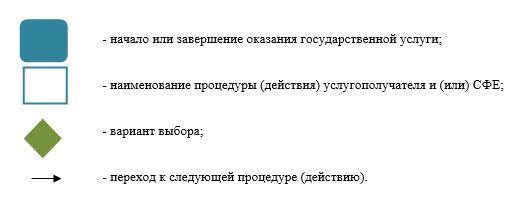 - начало или завершение оказания государственной услуги;
- наименование процедуры (действия) услугополучателя и (или) СФЕ;
- вариант выбора;
- переход к следующей процедуре (действию).